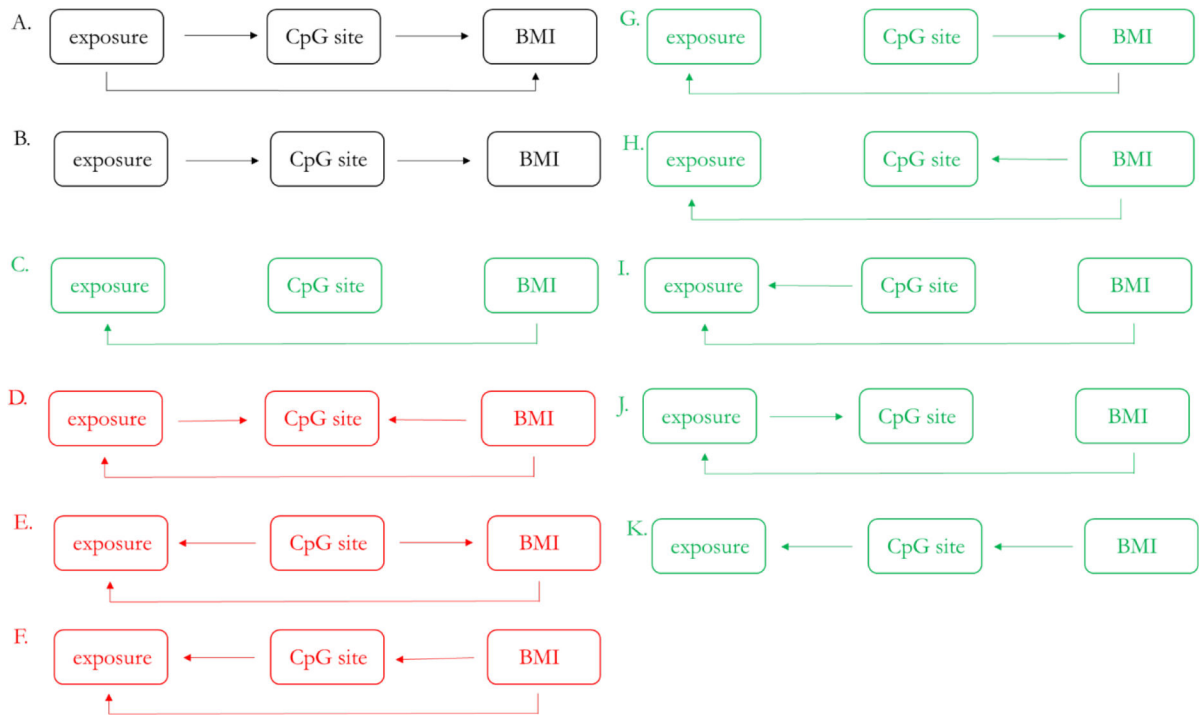 A. exposure CpG site BMI
B. exposure CpG site BMI
C. exposure CpG site BMI
D. exposure CpG site BMI
E. exposure CpG site BMI
F. exposure CpG site BMI
G. exposure CpG site BMI
H. exposure CpG site BMI
I. exposure CpG site BMI
J. exposure CpG site BMI
K. exposure CpG site BMI